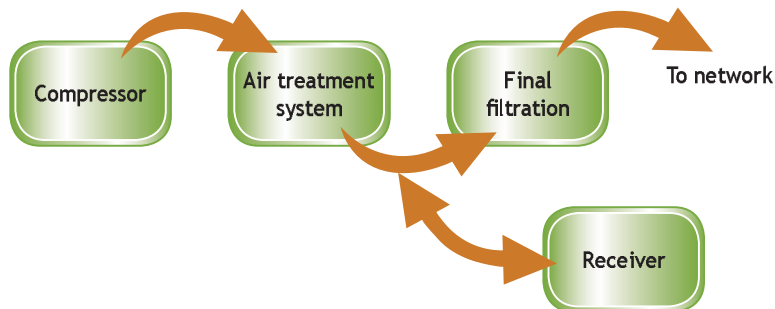 Compressor
Air treatment
system
Final
filtration
To network
Receiver